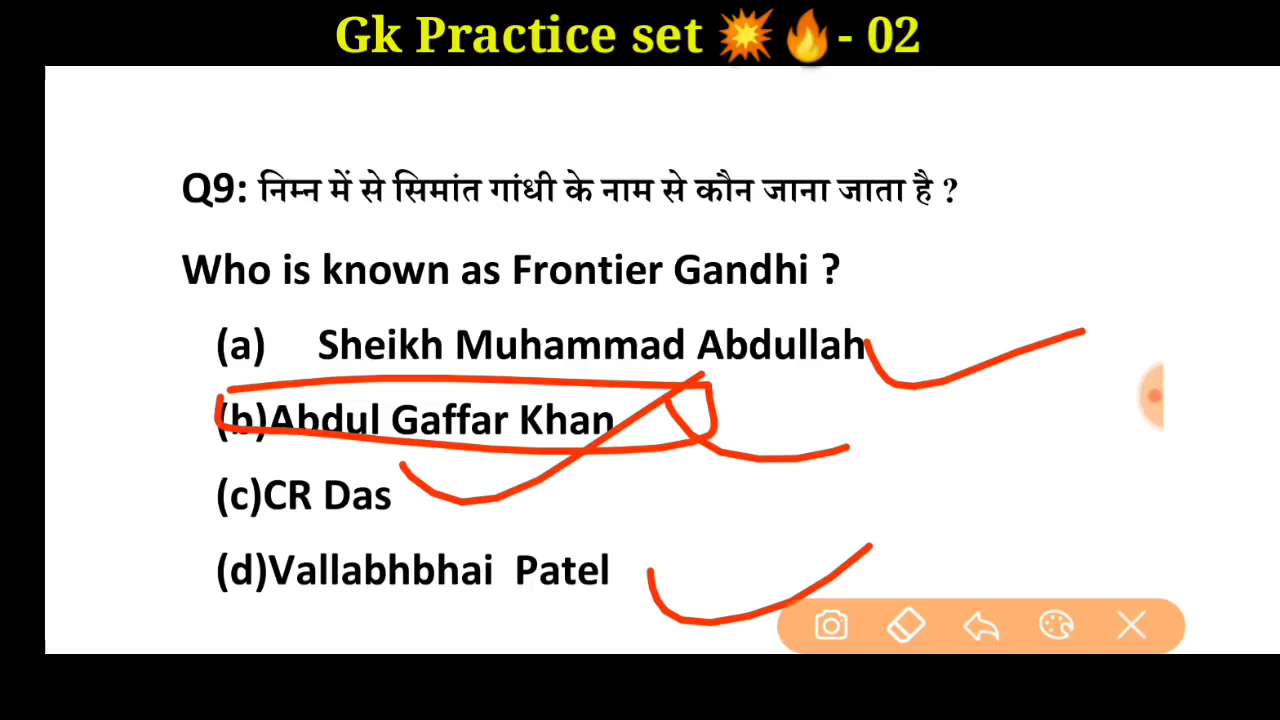 Gk Practice set 💥🔥- 02
Q9: निम्न में से सिमांत गांधी के नाम से कौन जाना जाता है ?
Who is known as Frontier Gandhi ?
(a) Sheikh Muhammad Abdullah
(b)Abdul Gaffar Khan
(c)CR Das
(d)Vallabhbhai Patel